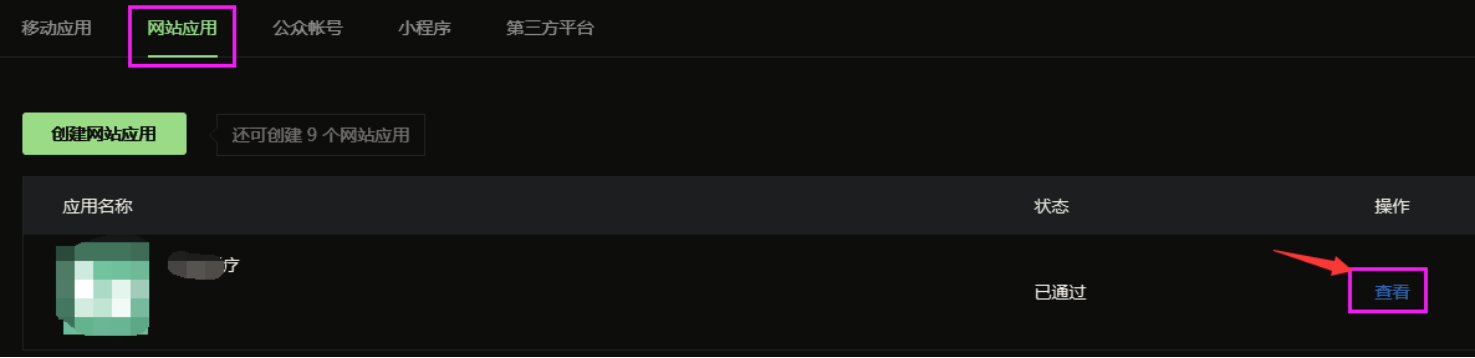 移动应用 网站应用 公众帐号 小程序 第三方平台
创建网站应用 还可创建 9 个网站应用
应用名称 状态 操作
序
已通过 查看